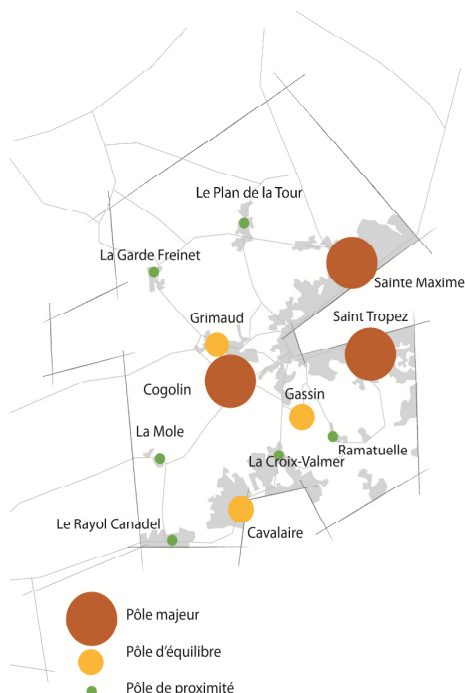 Le Plan de la Tour
La Garde Freinet
Sainte Maxime
Saint Tropez
Grimaud
Cogolin
Gassin
La Mole
Ramatuelle
La Croix-Valmer
Le Rayol Canadel
Cavalaire
Pôle majeur
Pôle d'équilibre
Pôle de proximité